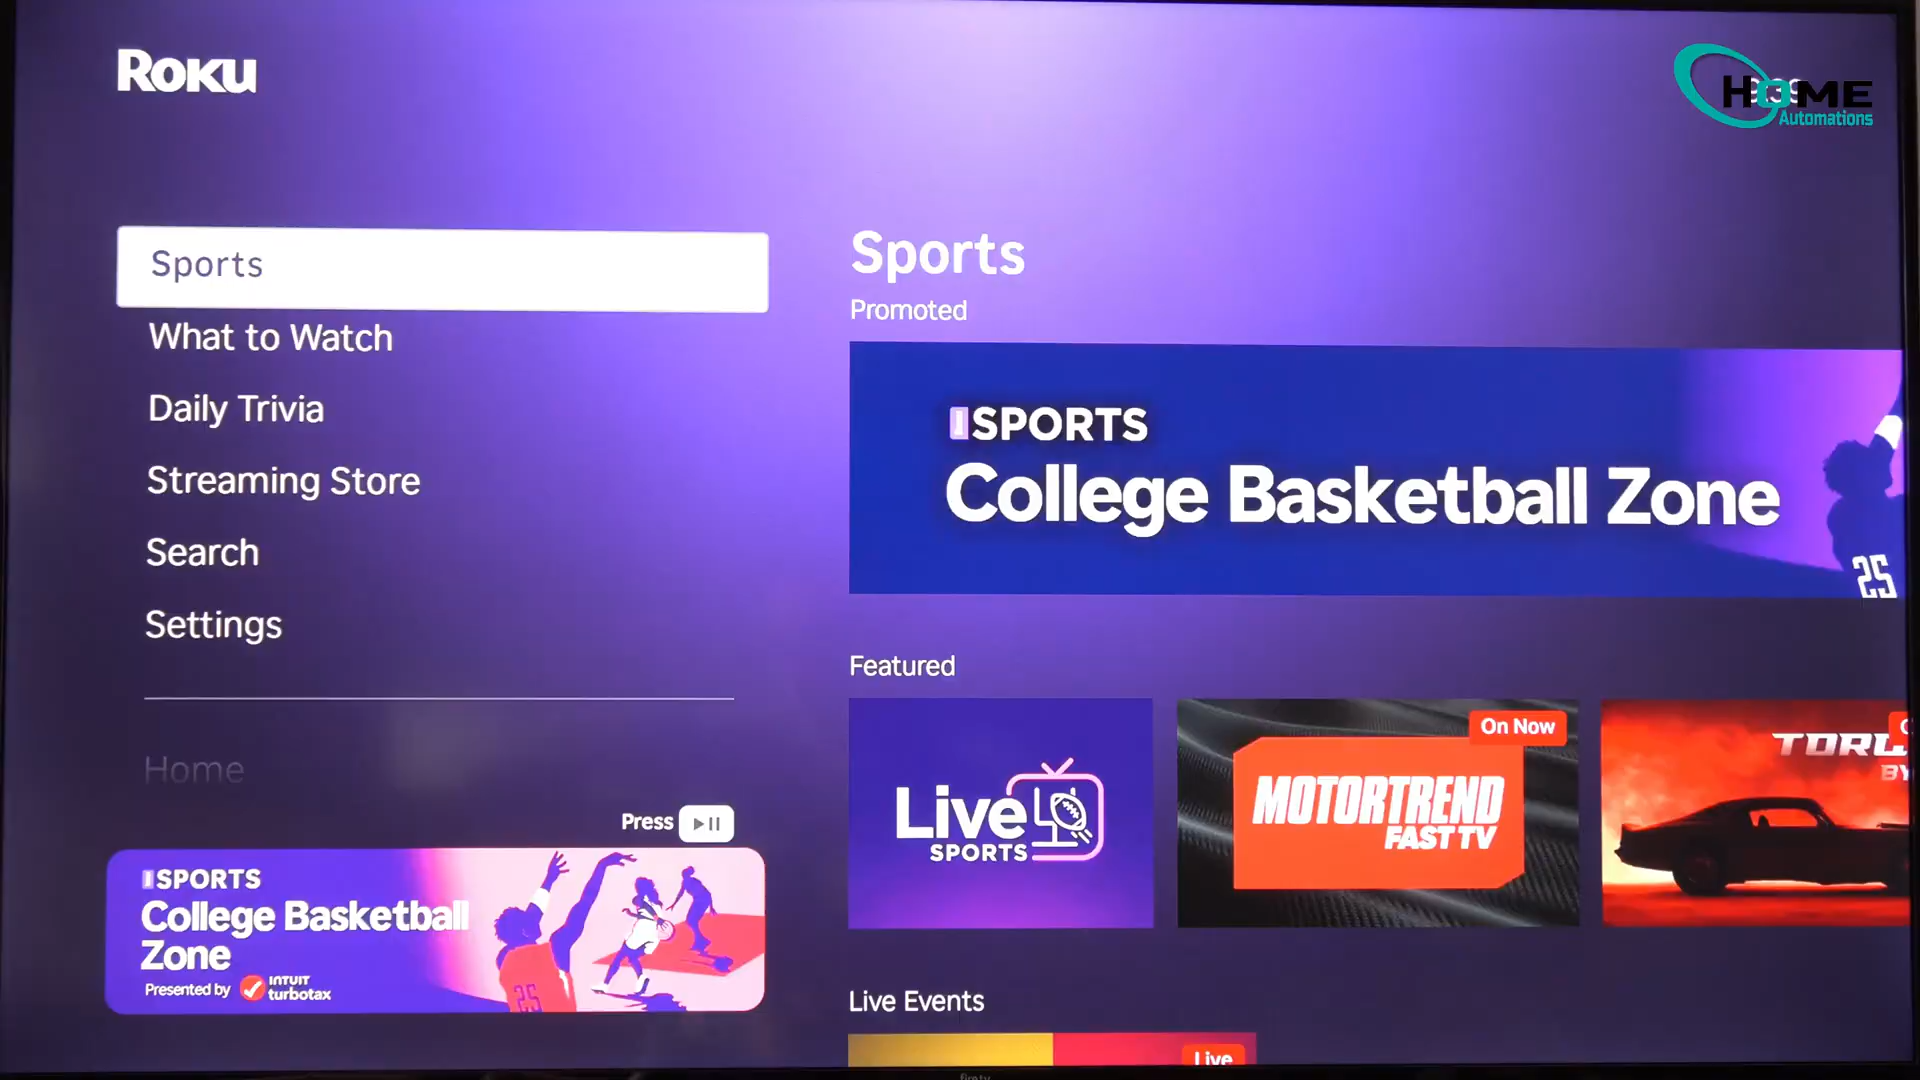 Roku
HOME
Automations
Sports
What to Watch
Daily Trivia
Streaming Store
Search
Settings
Home
Press
SPORTS
College Basketball
Zone
Presented by INTUIT
turbotax
25
Sports
Promoted
SPORTS
College Basketball Zone
25
Featured
Live
SPORTS
On Now
MOTORTREND
FAST TV
Live Events
Live